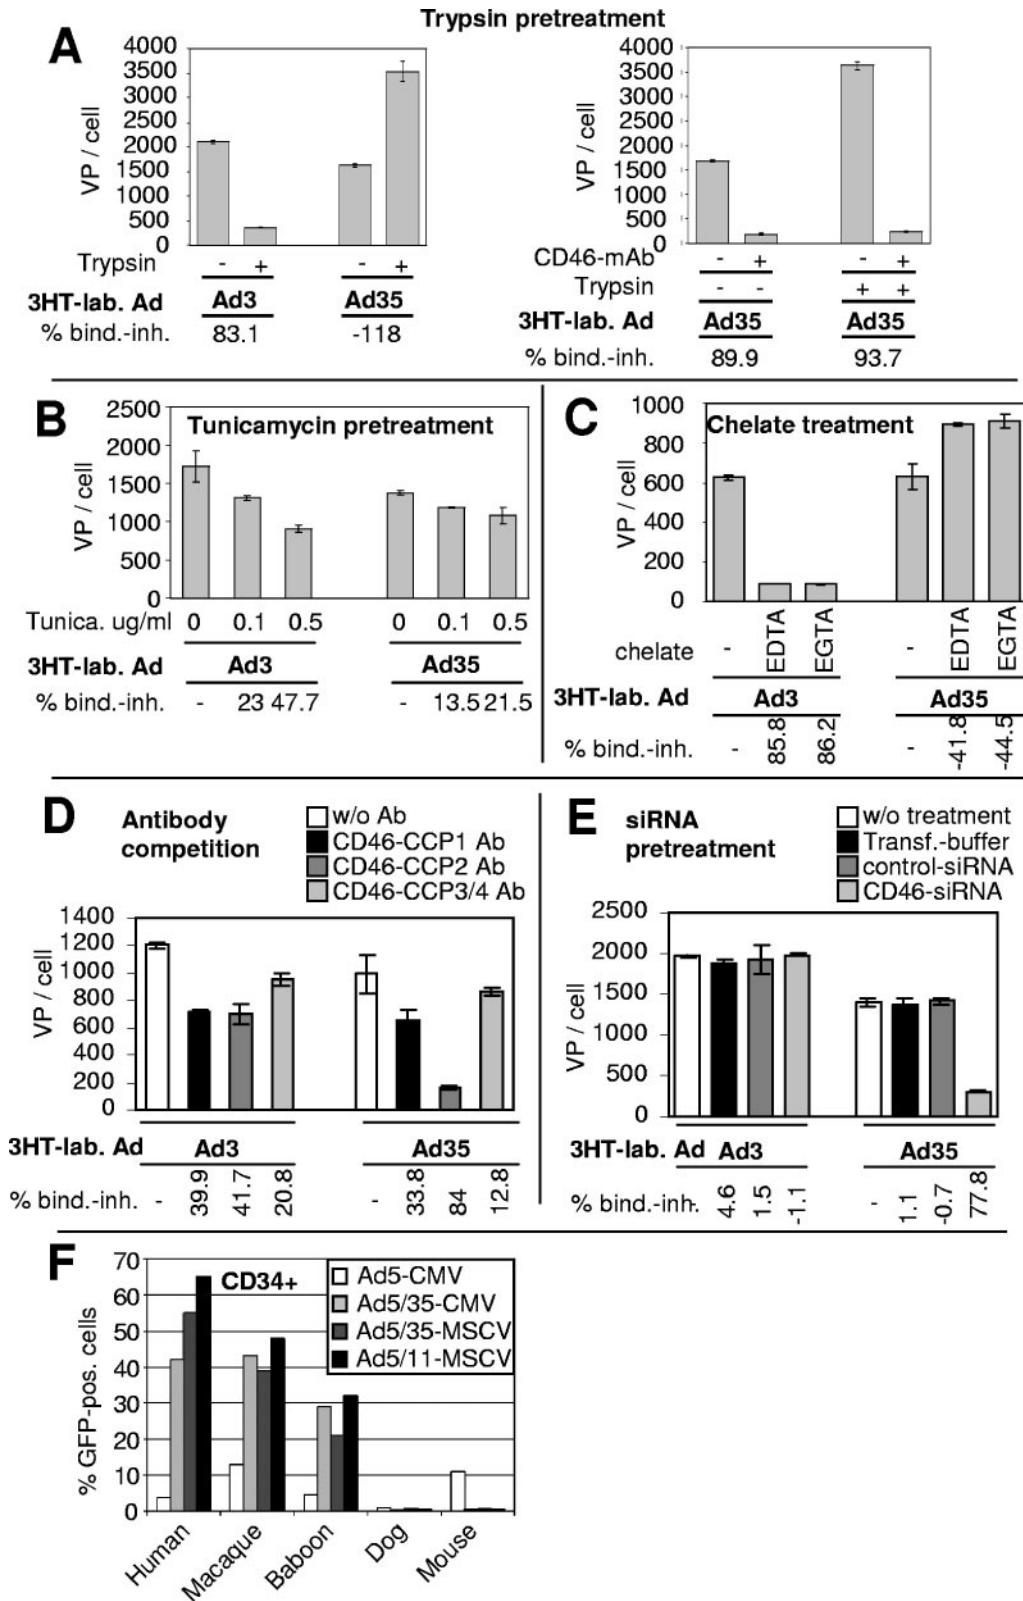 Trypsin pretreatment
A
4000
3500
3000
2500
2000
1500
1000
500
0
VP / cell
Trypsin - + - +
3HT-lab. Ad Ad3 Ad35
% bind.-inh. 83.1 -118
4000
3500
3000
2500
2000
1500
1000
500
0
VP / cell
CD46-mAb - + - +
Trypsin - - + +
3HT-lab. Ad Ad35 Ad35
% bind.-inh. 89.9 93.7
B
Tunicamycin pretreatment
2500
2000
1500
1000
500
0
VP / cell
Tunica. ug/ml 0 0.1 0.5 0 0.1 0.5
3HT-lab. Ad Ad3 Ad35
% bind.-inh. - 23 47.7 - 13.5 21.5
C
Chelate treatment
1000
800
600
400
200
0
VP / cell
chelate - EDTA EGTA - EDTA EGTA
3HT-lab. Ad Ad3 Ad35
% bind.-inh. - 85.8 86.2 - -41.8 -44.5
D
Antibody
competition
w/o Ab
CD46-CCP1 Ab
CD46-CCP2 Ab
CD46-CCP3/4 Ab
1400
1200
1000
800
600
400
200
0
VP / cell
3HT-lab. Ad Ad3 Ad35
% bind.-inh. - 39.9 41.7 20.8 - 33.8 84 12.8
E
siRNA
pretreatment
w/o treatment
Transf.-buffer
control-siRNA
CD46-siRNA
2500
2000
1500
1000
500
0
VP / cell
3HT-lab. Ad Ad3 Ad35
% bind.-inh. - 4.6 1.5 -1.1 - 1.1 -0.7 77.8
F
CD34+
Ad5-CMV
Ad5/35-CMV
Ad5/35-MSCV
Ad5/11-MSCV
70
60
50
40
30
20
10
0
% GFP-pos. cells
Human Macaque Baboon Dog Mouse